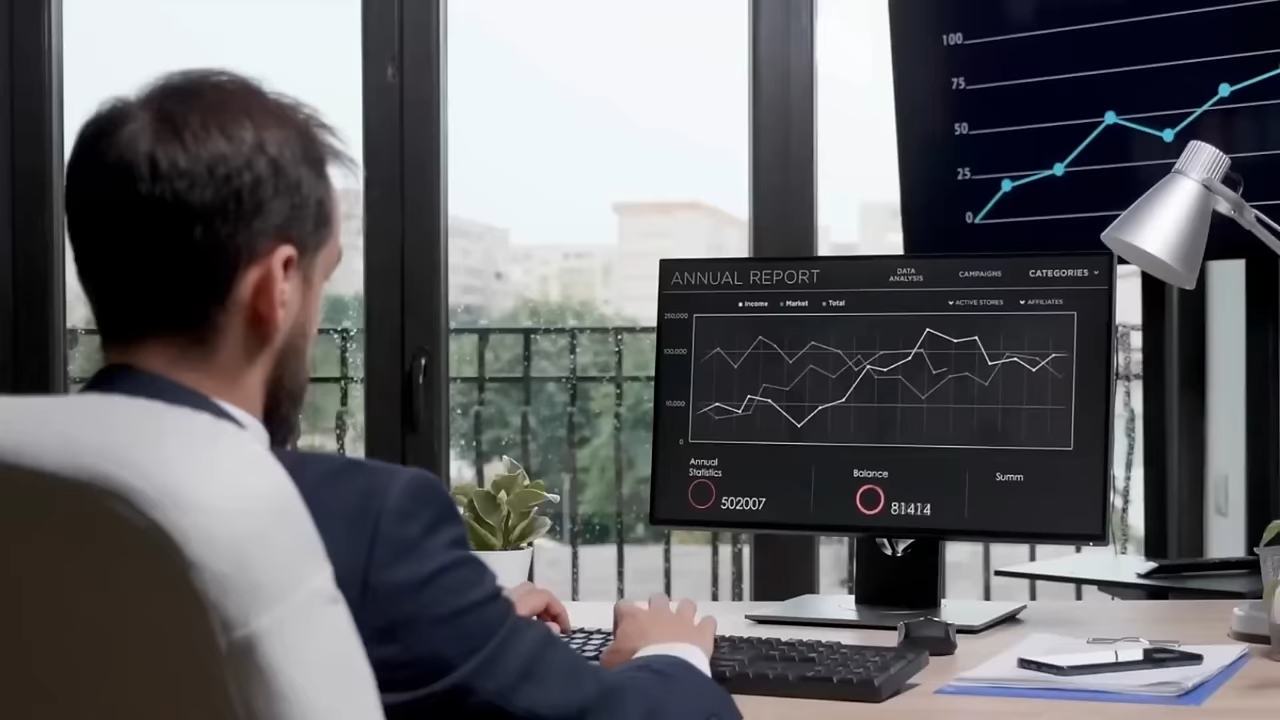 100
75
50
25
0
ANNUAL REPORT
DATA
ANALYSIS
CAMPAIGNS
CATEGORIES
Income Market Total
ACTIVE STORES AFFILIATES
250,000
100,000
10,000
0
Annual
Statistics
502007
Balance
81414
Summ